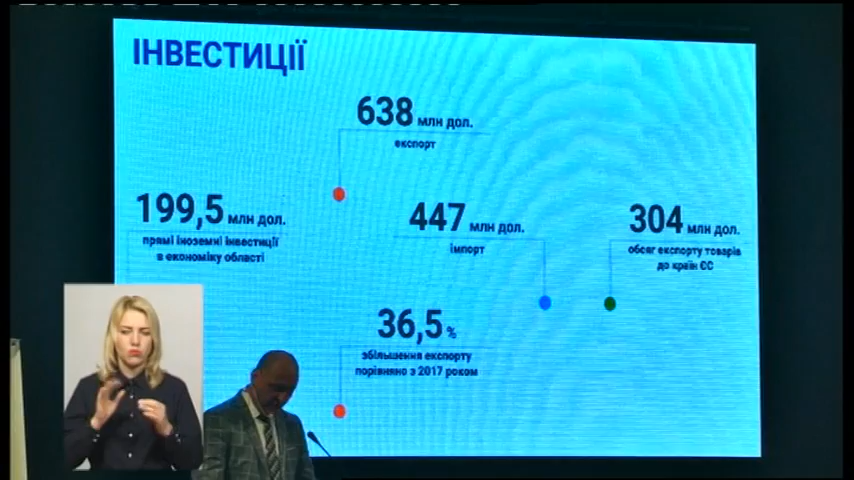 ІНВЕСТИЦІЇ
638 млн дол.
експорт
199,5 млн дол.
прямі іноземні інвестиції
в економіку області
447 млн дол.
імпорт
304 млн дол.
обсяг експорту товарів
до країн ЄС
36,5 %
збільшення експорту
порівняно з 2017 роком